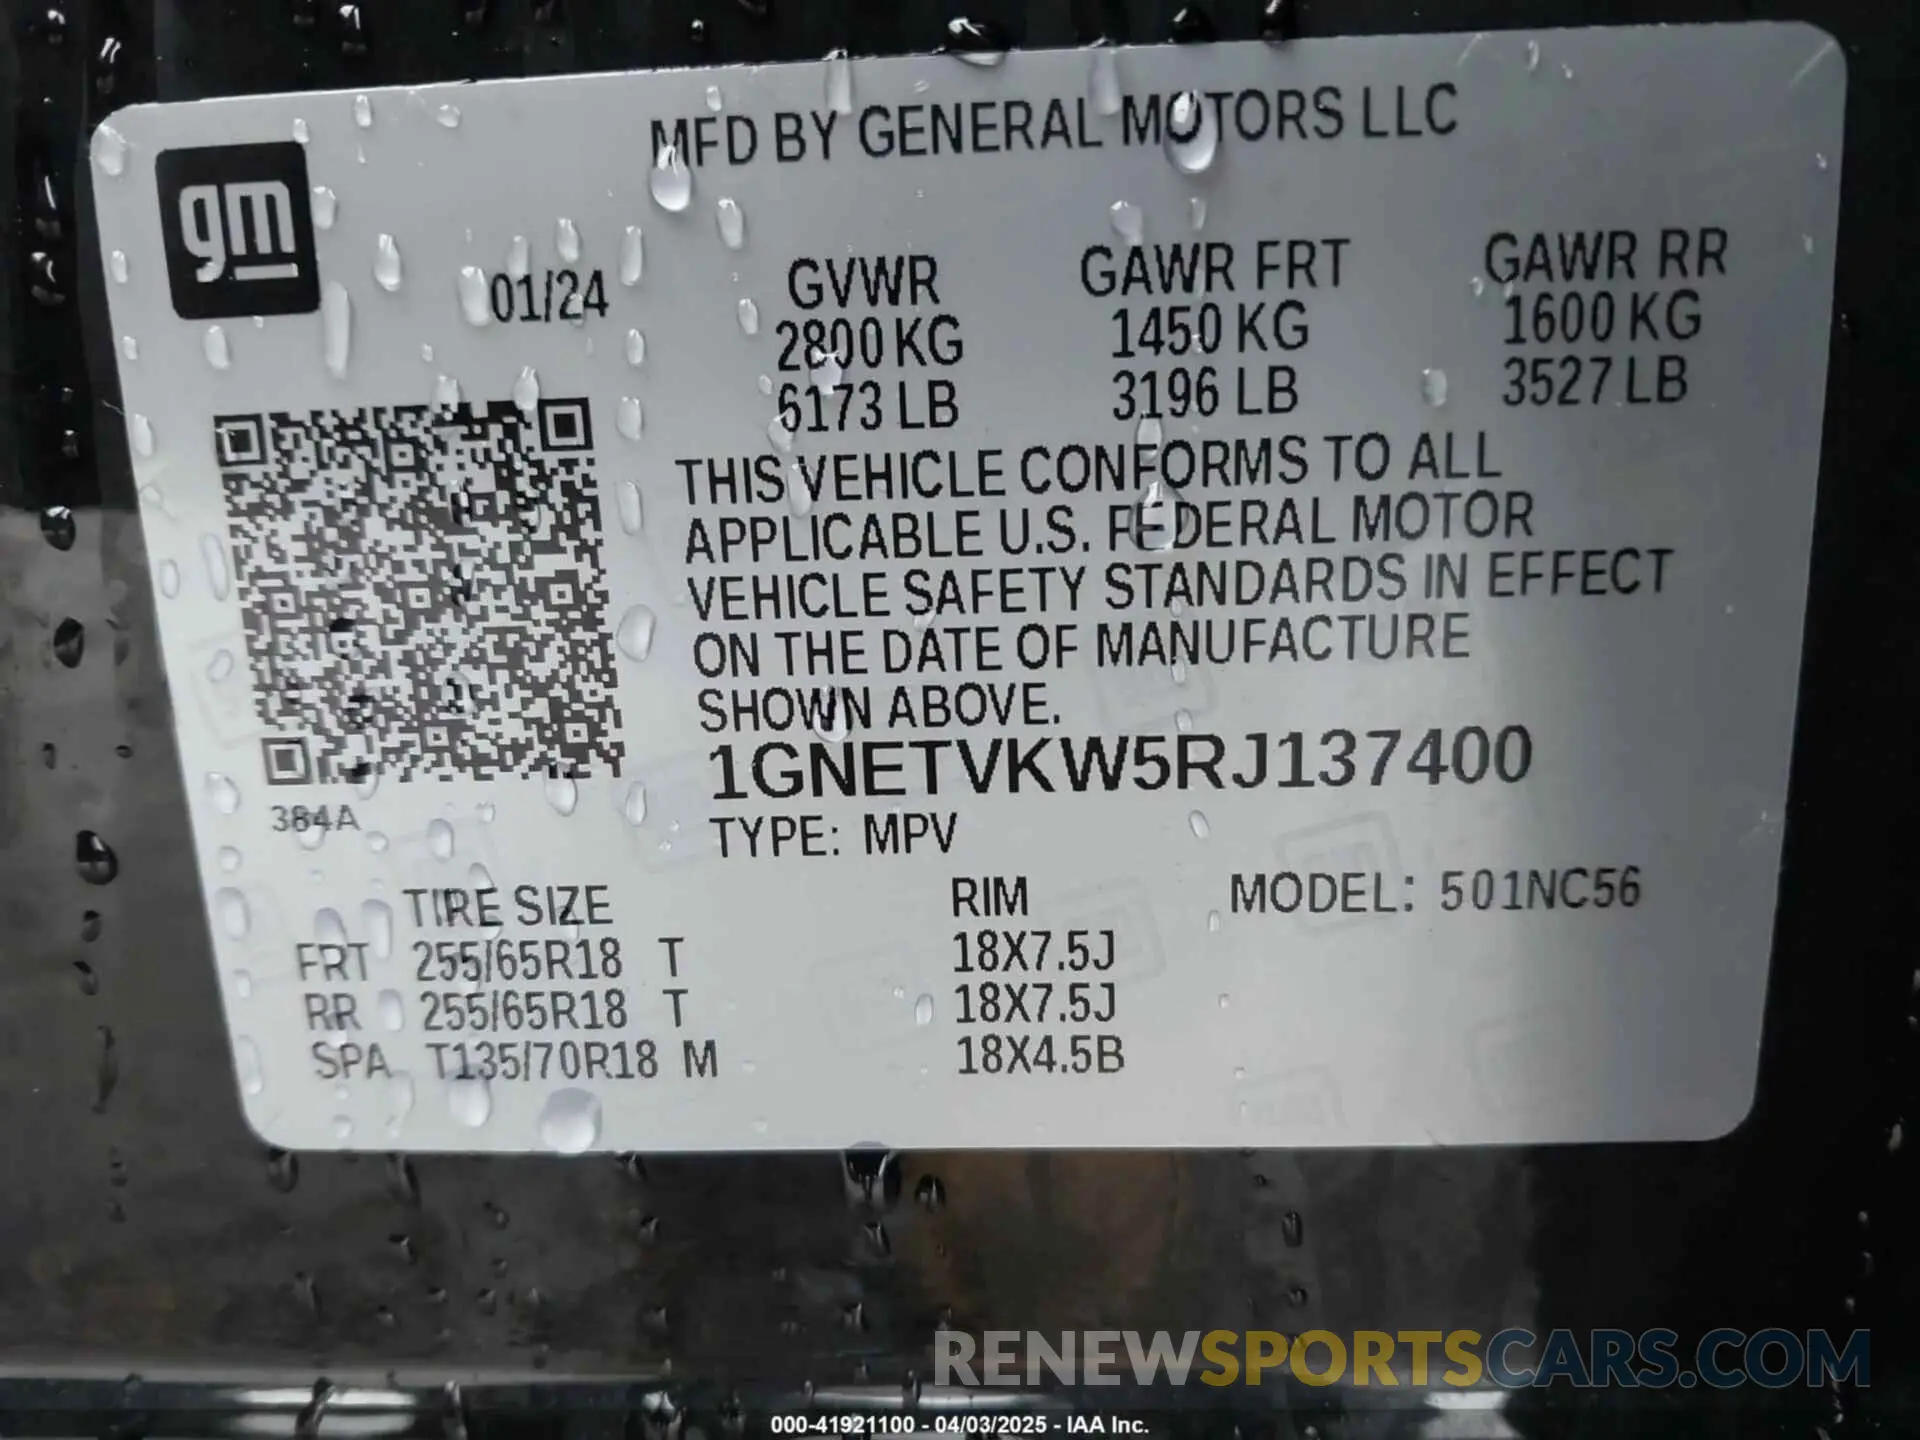 MFD BY GENERAL MOTORS LLC
gm
01/24
GVWR GAWR FRT GAWR RR
2800 KG 1450 KG 1600 KG
6173 LB 3196 LB 3527 LB
THIS VEHICLE CONFORMS TO ALL
APPLICABLE U.S. FEDERAL MOTOR
VEHICLE SAFETY STANDARDS IN EFFECT
ON THE DATE OF MANUFACTURE
SHOWN ABOVE.
1GNETVKW5RJ137400
384A
TYPE: MPV
TIRE SIZE RIM MODEL: 501NC56
FRT 255/65R18 T 18X7.5J
RR 255/65R18 T 18X7.5J
SPA T135/70R18 M 18X4.5B
RENEWSPORTSCARS.COM
000-41921100 - 04/03/2025 - IAA Inc.